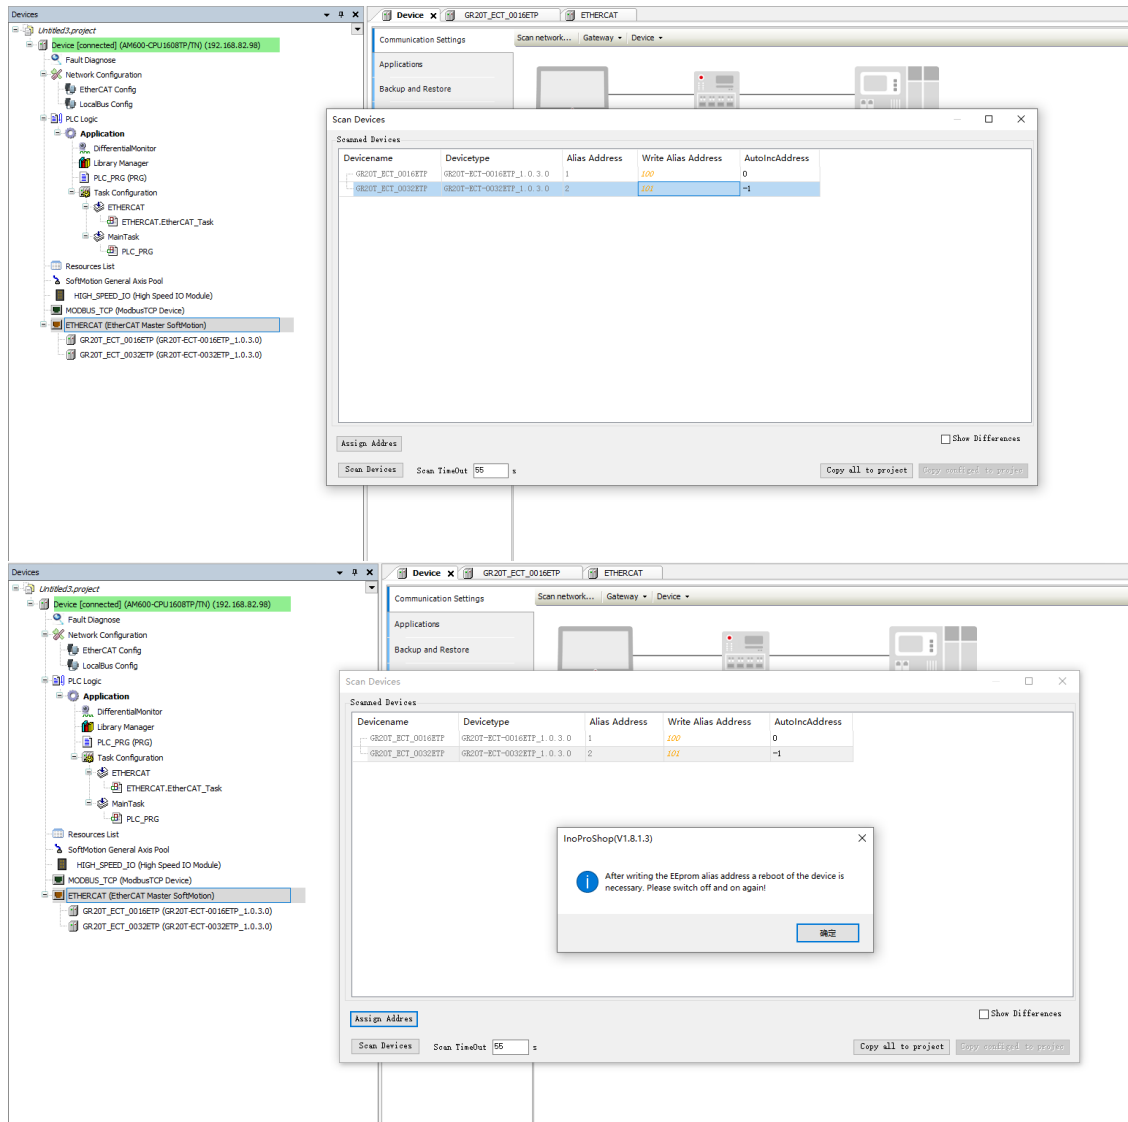 Devices
Untitled3.project
Device [connected] (AM600-CPU1608TP/TN) (192.168.82.98)
Fault Diagnose
Network Configuration
EtherCAT Config
LocalBus Config
PLC Logic
Application
DifferentialMonitor
Library Manager
PLC_PRG (PRG)
Task Configuration
ETHERCAT
ETHERCAT.EtherCAT_Task
MainTask
PLC_PRG
Resources List
SoftMotion General Axis Pool
HIGH_SPEED_IO (High Speed IO Module)
MODBUS_TCP (ModbusTCP Device)
ETHERCAT (EtherCAT Master SoftMotion)
GR20T_ECT_0016ETP (GR20T-ECT-0016ETP_1.0.3.0)
GR20T_ECT_0032ETP (GR20T-ECT-0032ETP_1.0.3.0)
Device GR20T_ECT_0016ETP ETHERCAT
Communication Settings
Applications
Backup and Restore
Scan network... Gateway Device
Scan Devices
Scanned Devices
Devicename Devicetype Alias Address Write Alias Address AutoIncAddress
GR20T_ECT_0016ETP GR20T-ECT-0016ETP_1.0.3.0 1 100 0
GR20T_ECT_0032ETP GR20T-ECT-0032ETP_1.0.3.0 2 101 -1
Assign Addres
Show Differences
Scan Devices Scan TimeOut 55 s
Copy all to project Copy configed to projec
Devices
Untitled3.project
Device [connected] (AM600-CPU1608TP/TN) (192.168.82.98)
Fault Diagnose
Network Configuration
EtherCAT Config
LocalBus Config
PLC Logic
Application
DifferentialMonitor
Library Manager
PLC_PRG (PRG)
Task Configuration
ETHERCAT
ETHERCAT.EtherCAT_Task
MainTask
PLC_PRG
Resources List
SoftMotion General Axis Pool
HIGH_SPEED_IO (High Speed IO Module)
MODBUS_TCP (ModbusTCP Device)
ETHERCAT (EtherCAT Master SoftMotion)
GR20T_ECT_0016ETP (GR20T-ECT-0016ETP_1.0.3.0)
GR20T_ECT_0032ETP (GR20T-ECT-0032ETP_1.0.3.0)
Device GR20T_ECT_0016ETP ETHERCAT
Communication Settings
Applications
Backup and Restore
Scan network... Gateway Device
Scan Devices
Scanned Devices
Devicename Devicetype Alias Address Write Alias Address AutoIncAddress
GR20T_ECT_0016ETP GR20T-ECT-0016ETP_1.0.3.0 1 100 0
GR20T_ECT_0032ETP GR20T-ECT-0032ETP_1.0.3.0 2 101 -1
InoProShop(V1.8.1.3)
After writing the EEprom alias address a reboot of the device is
necessary. Please switch off and on again!
确定
Assign Addres
Show Differences
Scan Devices Scan TimeOut 55 s
Copy all to project Copy configed to projec